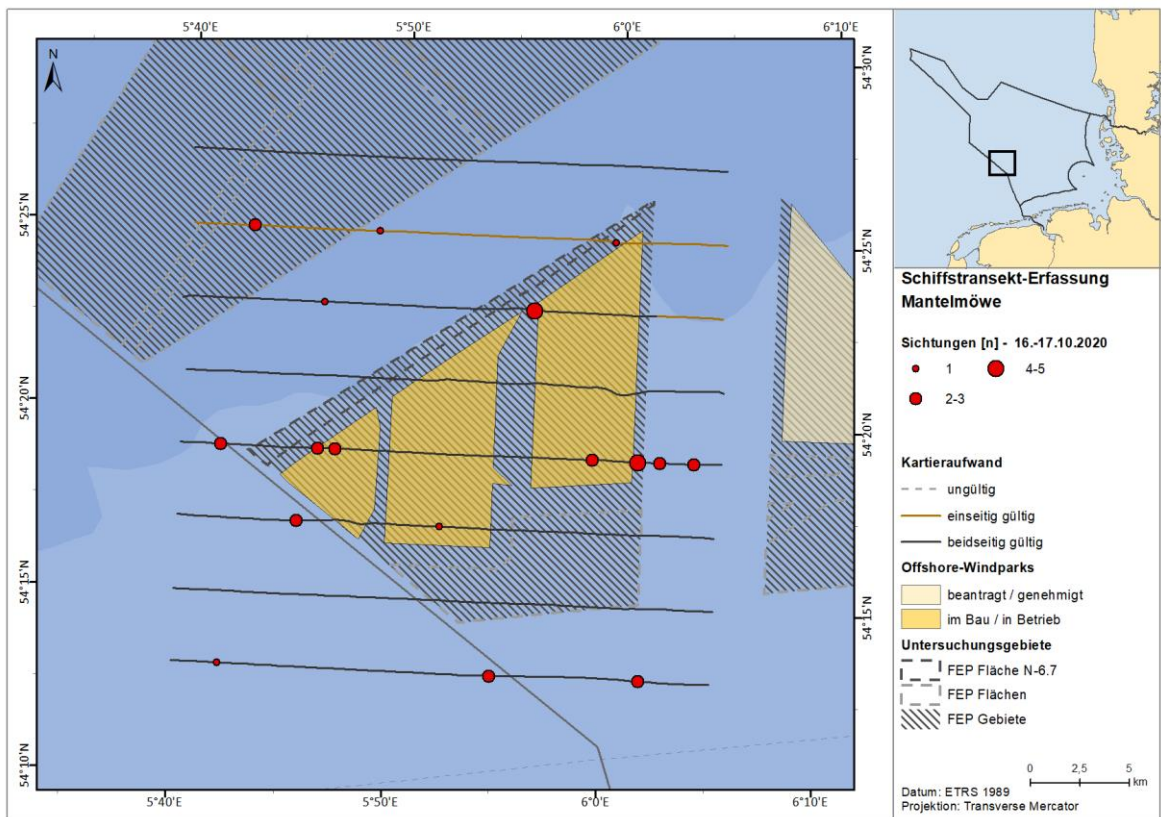 5°40'E 5°50'E 6°0'E 6°10'E
N
54°30'N
54°25'N
54°25'N
54°20'N
54°20'N
54°15'N
54°15'N
54°10'N
5°40'E 5°50'E 6°0'E 6°10'E
Schiffstransekt-Erfassung
Mantelmöwe
Sichtungen [n] - 16.-17.10.2020
1 4-5
2-3
Kartieraufwand
ungültig
einseitig gültig
beidseitig gültig
Offshore-Windparks
beantragt / genehmigt
im Bau / in Betrieb
Untersuchungsgebiete
FEP Fläche N-6.7
FEP Flächen
FEP Gebiete
0 2,5 5
km
Datum: ETRS 1989
Projektion: Transverse Mercator